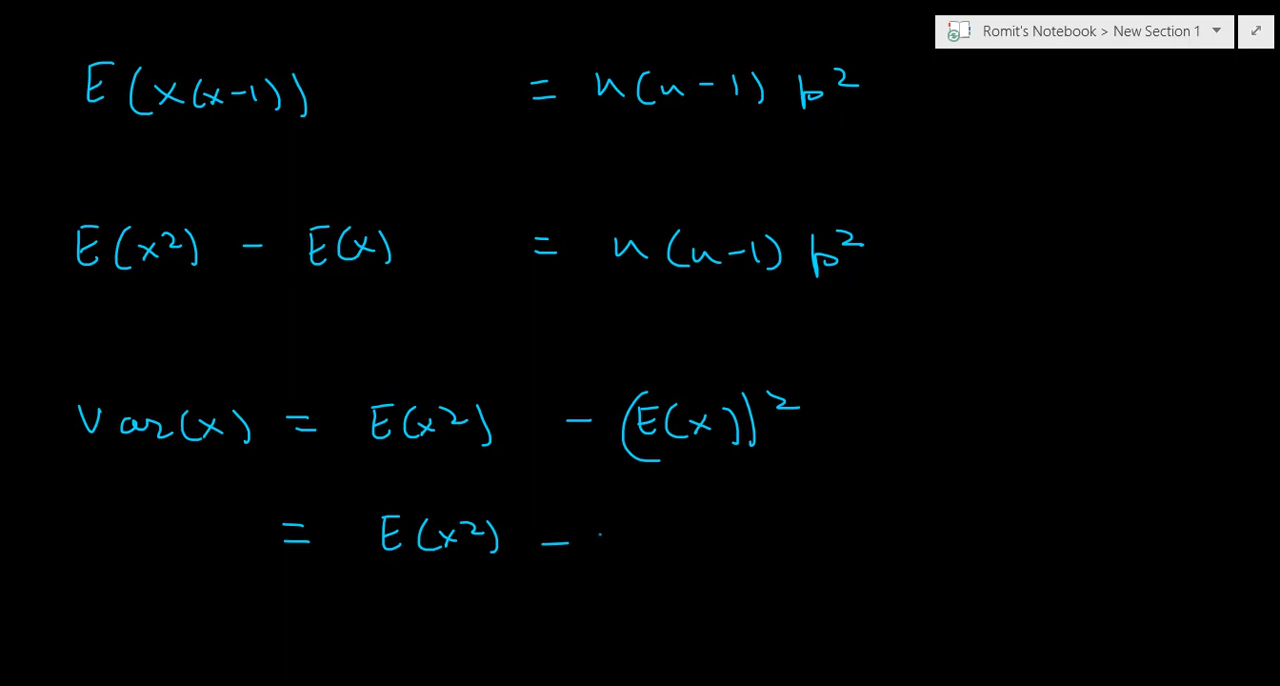 Romit's Notebook > New Section 1
E(x(x-1)) = n(n-1) p²
E(x²) - E(x) = n(n-1) p²
Var(x) = E(x²) - (E(x))²
= E(x²) -